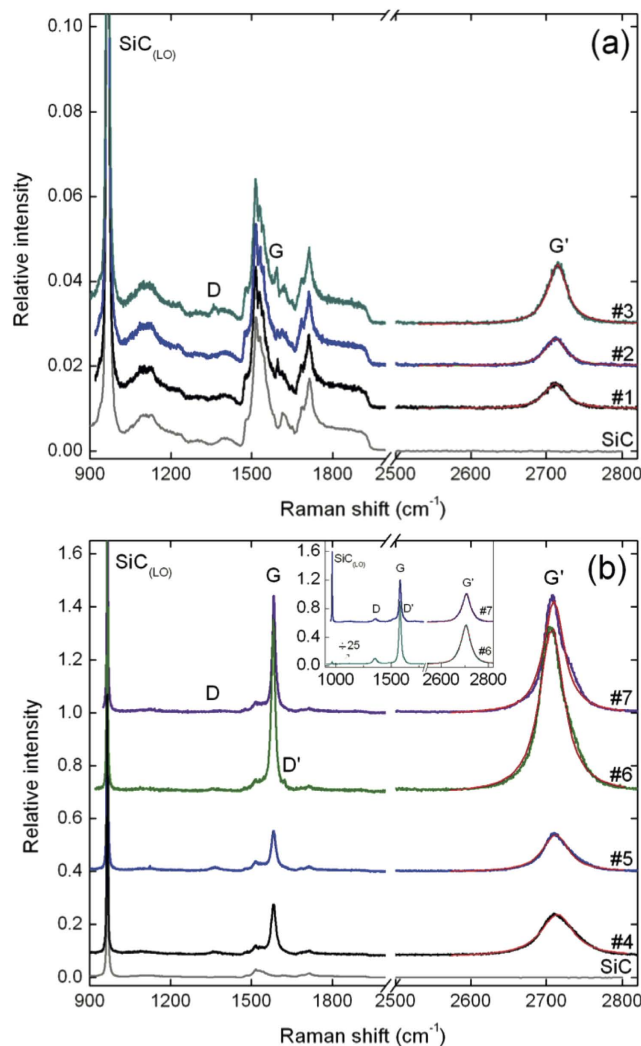 (a)
SiC(LO)
D
G
G'
#3
#2
#1
SiC
Relative intensity
0.10
0.08
0.06
0.04
0.02
0.00
900 1200 1500 1800 2500 2600 2700 2800
Raman shift (cm-1)
(b)
SiC(LO)
D
G
D'
G'
#7
#6
#5
#4
SiC
Relative intensity
1.6
1.4
1.2
1.0
0.8
0.6
0.4
0.2
0.0
900 1200 1500 1800 2500 2600 2700 2800
Raman shift (cm-1)
SiC(LO)
D
G
D'
G'
#7
#6
÷25
1.6
1.2
0.8
0.4
0.0
1000 1500 2600 2800